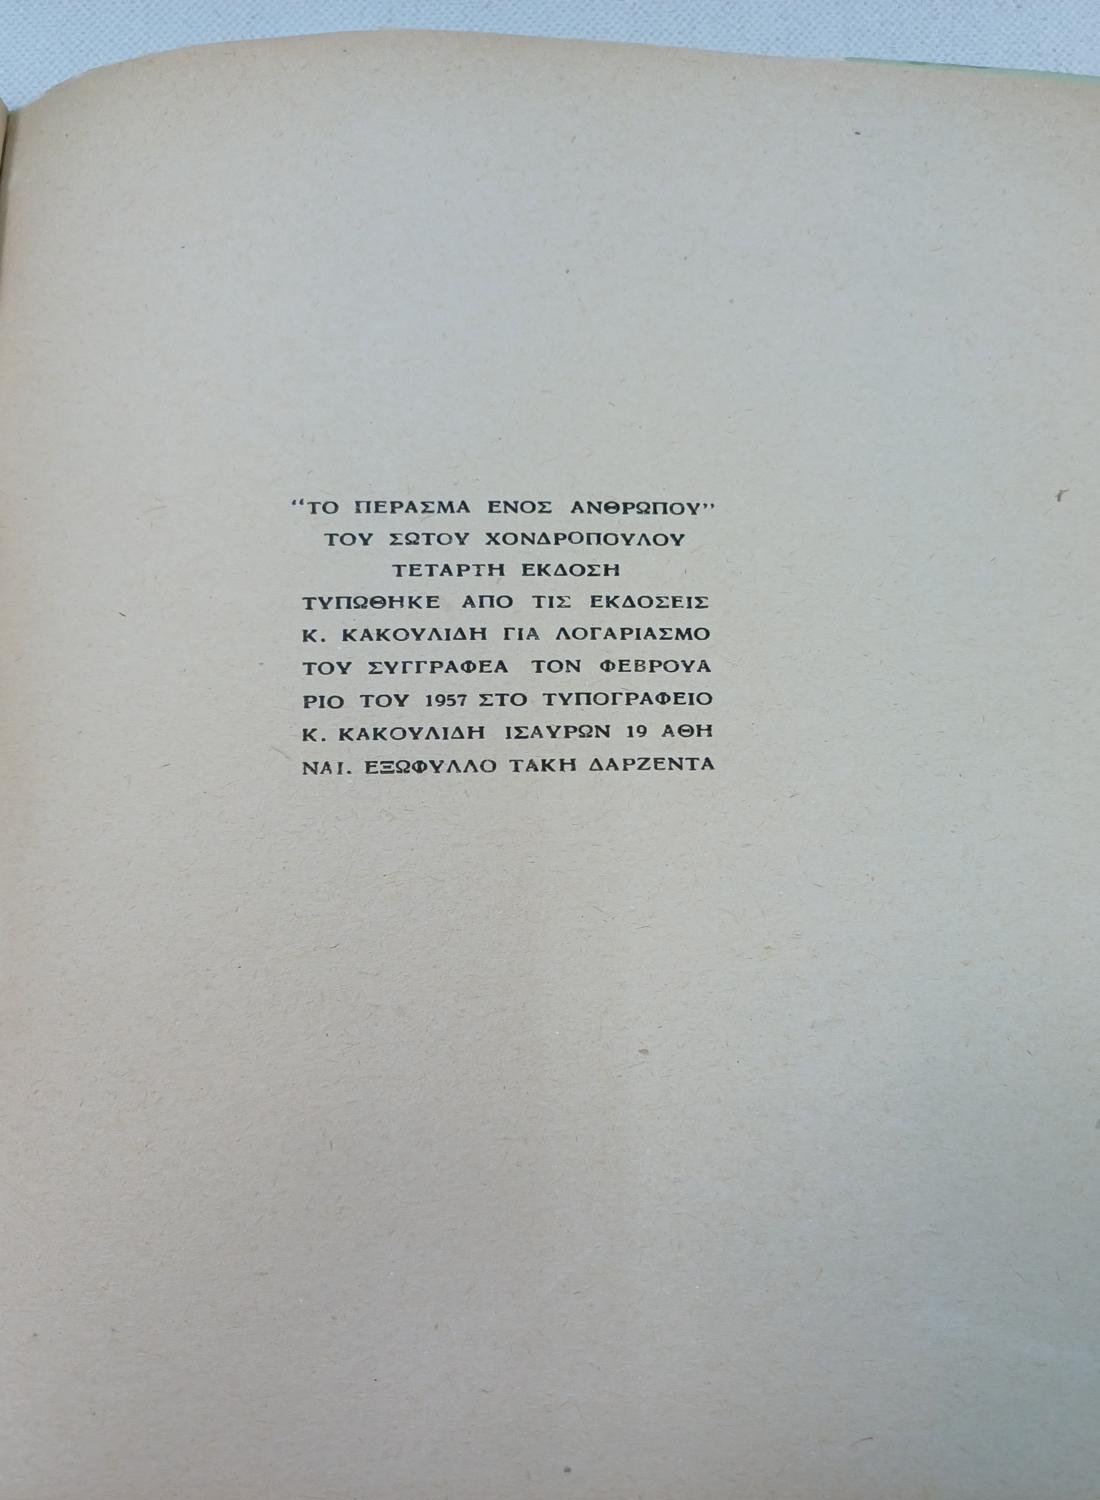 “ΤΟ ΠΕΡΑΣΜΑ ΕΝΟΣ ΑΝΘΡΩΠΟΥ”
ΤΟΥ ΣΩΤΟΥ ΧΟΝΔΡΟΠΟΥΛΟΥ
ΤΕΤΑΡΤΗ ΕΚΔΟΣΗ
ΤΥΠΩΘΗΚΕ ΑΠΟ ΤΙΣ ΕΚΔΟΣΕΙΣ
Κ. ΚΑΚΟΥΛΙΔΗ ΓΙΑ ΛΟΓΑΡΙΑΣΜΟ
ΤΟΥ ΣΥΓΓΡΑΦΕΑ ΤΟΝ ΦΕΒΡΟΥΑ
ΡΙΟ ΤΟΥ 1957 ΣΤΟ ΤΥΠΟΓΡΑΦΕΙΟ
Κ. ΚΑΚΟΥΛΙΔΗ ΙΣΑΥΡΩΝ 19 ΑΘΗ
ΝΑΙ. ΕΞΩΦΥΛΛΟ ΤΑΚΗ ΔΑΡΖΕΝΤΑ